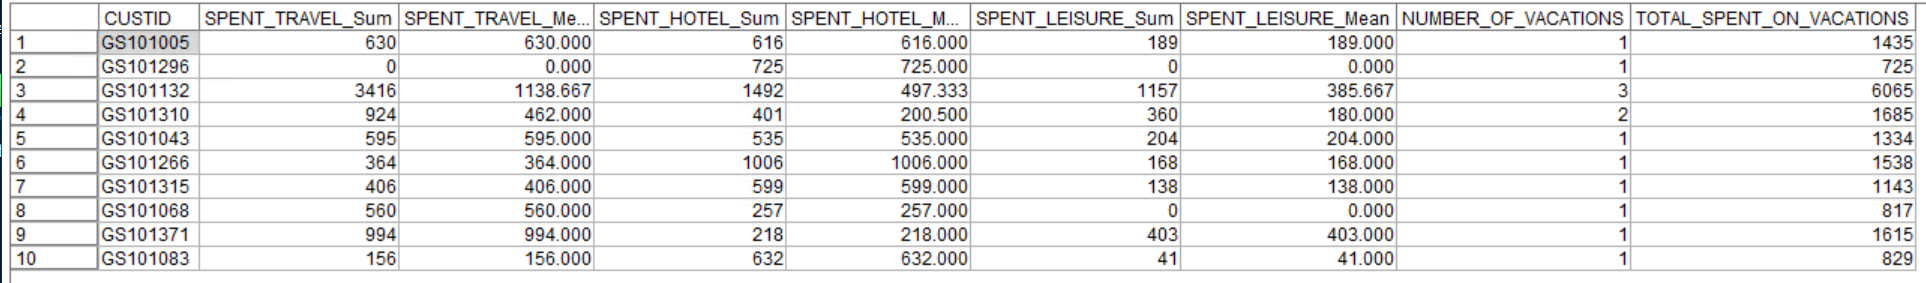 CUSTID SPENT_TRAVEL_Sum SPENT_TRAVEL_Me... SPENT_HOTEL_Sum SPENT_HOTEL_M... SPENT_LEISURE_Sum SPENT_LEISURE_Mean NUMBER_OF_VACATIONS TOTAL_SPENT_ON_VACATIONS
1 GS101005 630 630.000 616 616.000 189 189.000 1 1435
2 GS101296 0 0.000 725 725.000 0 0.000 1 725
3 GS101132 3416 1138.667 1492 497.333 1157 385.667 3 6065
4 GS101310 924 462.000 401 200.500 360 180.000 2 1685
5 GS101043 595 595.000 535 535.000 204 204.000 1 1334
6 GS101266 364 364.000 1006 1006.000 168 168.000 1 1538
7 GS101315 406 406.000 599 599.000 138 138.000 1 1143
8 GS101068 560 560.000 257 257.000 0 0.000 1 817
9 GS101371 994 994.000 218 218.000 403 403.000 1 1615
10 GS101083 156 156.000 632 632.000 41 41.000 1 829